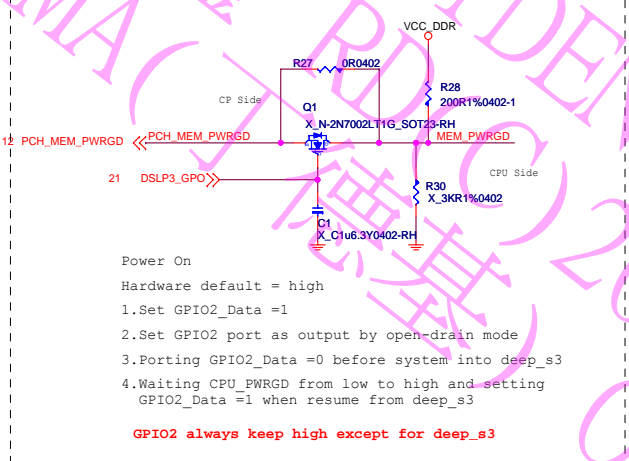 VCC_DDR
R27 0R0402
R28
200R1%0402-1
CP Side
Q1
X_N-2N7002LT1G_SOT23-RH
12 PCH_MEM_PWRGD PCH_MEM_PWRGD MEM_PWRGD
CPU Side
21 DSLP3_GPO
R30
X_3KR1%0402
C1
X_C1u6.3Y0402-RH
Power On
Hardware default = high
1.Set GPIO2_Data =1
2.Set GPIO2 port as output by open-drain mode
3.Porting GPIO2_Data =0 before system into deep_s3
4.Waiting CPU_PWRGD from low to high and setting
GPIO2_Data =1 when resume from deep_s3
GPIO2 always keep high except for deep_s3